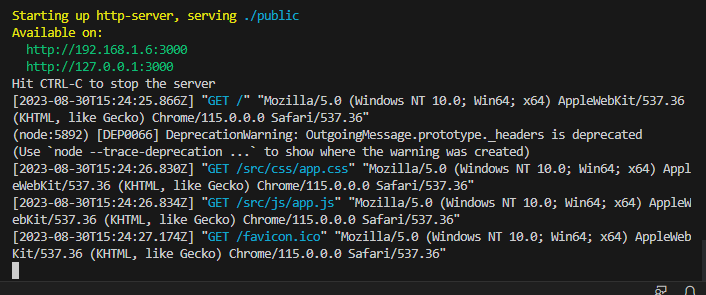 Starting up http-server, serving ./public
Available on:
  http://192.168.1.6:3000
  http://127.0.0.1:3000
Hit CTRL-C to stop the server
[2023-08-30T15:24:25.866Z] "GET /" "Mozilla/5.0 (Windows NT 10.0; Win64; x64) AppleWebKit/537.36
(KHTML, like Gecko) Chrome/115.0.0.0 Safari/537.36"
(node:5892) [DEP0066] DeprecationWarning: OutgoingMessage.prototype._headers is deprecated
(Use `node --trace-deprecation ...` to show where the warning was created)
[2023-08-30T15:24:26.830Z] "GET /src/css/app.css" "Mozilla/5.0 (Windows NT 10.0; Win64; x64) Appl
eWebKit/537.36 (KHTML, like Gecko) Chrome/115.0.0.0 Safari/537.36"
[2023-08-30T15:24:26.834Z] "GET /src/js/app.js" "Mozilla/5.0 (Windows NT 10.0; Win64; x64) AppleW
ebKit/537.36 (KHTML, like Gecko) Chrome/115.0.0.0 Safari/537.36"
[2023-08-30T15:24:27.174Z] "GET /favicon.ico" "Mozilla/5.0 (Windows NT 10.0; Win64; x64) AppleWeb
Kit/537.36 (KHTML, like Gecko) Chrome/115.0.0.0 Safari/537.36"